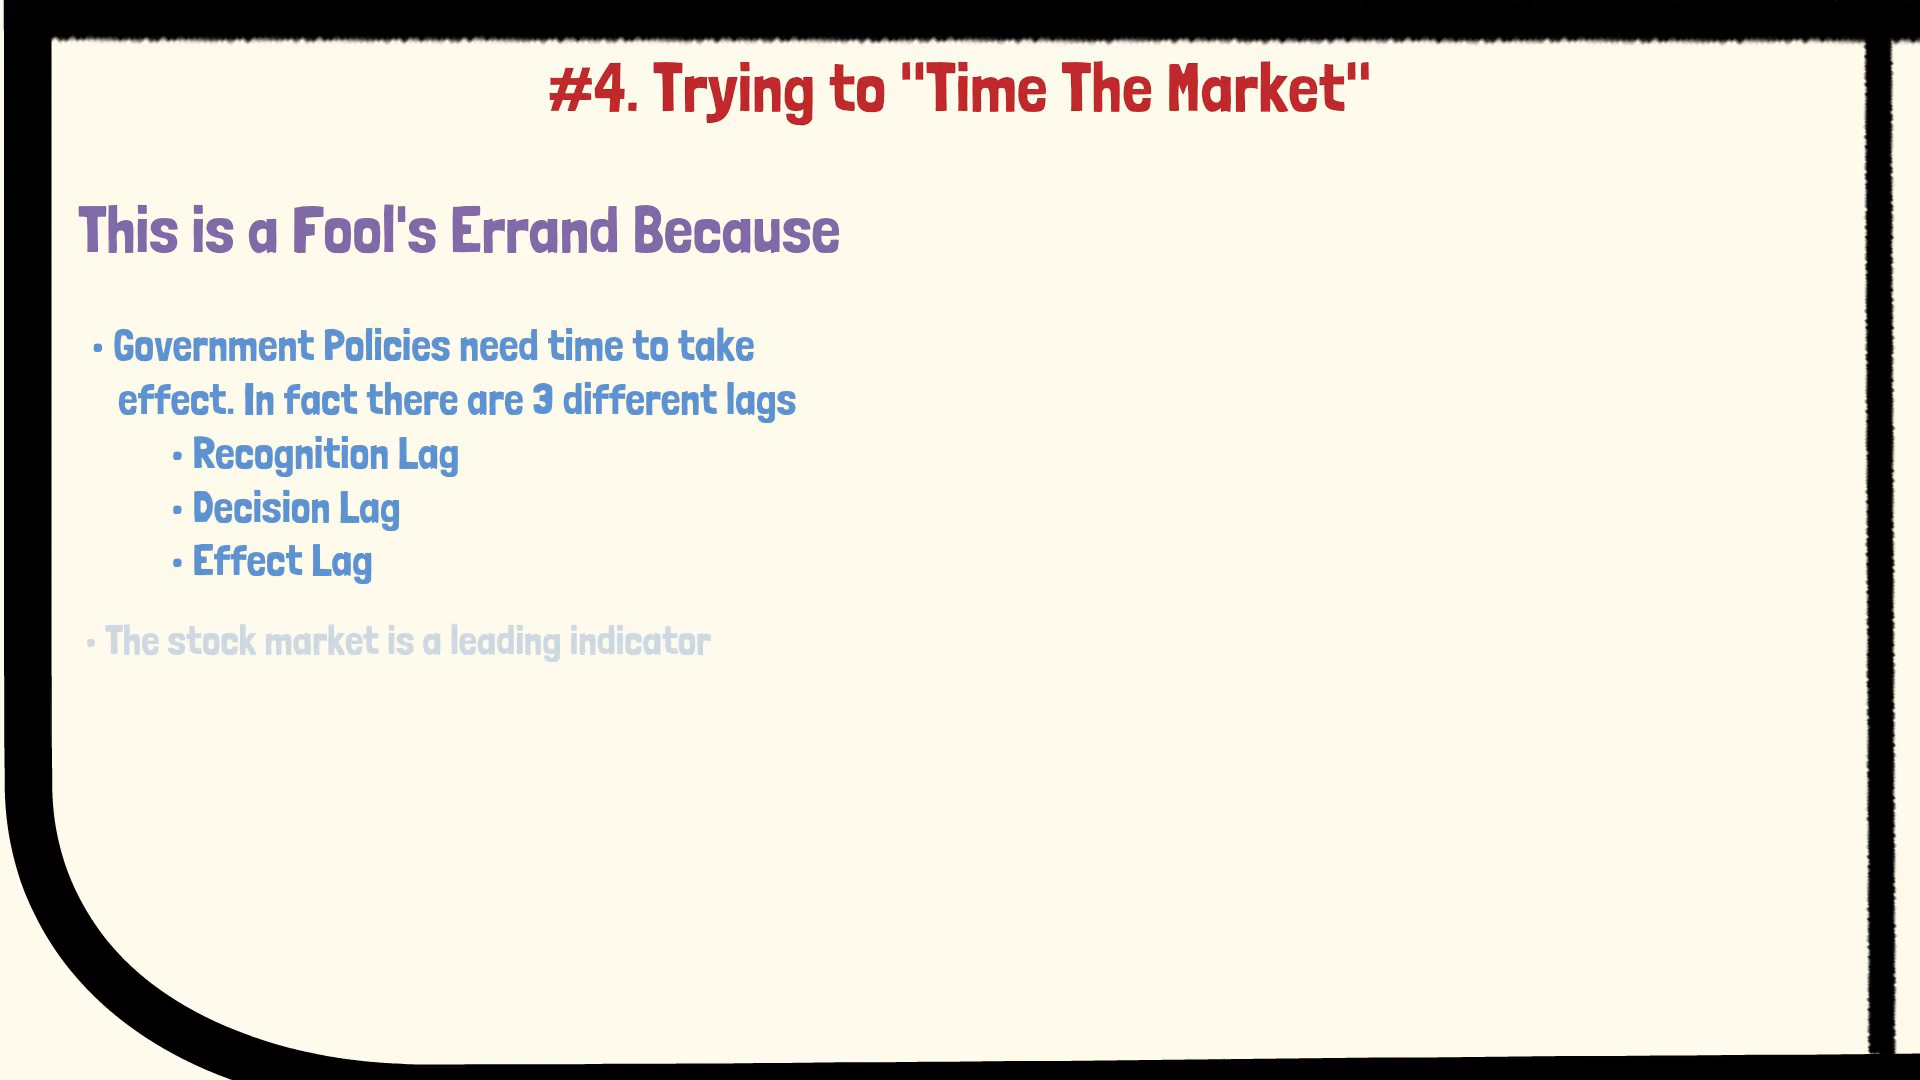 #4. Trying to "Time The Market"
This is a Fool's Errand Because
· Government Policies need time to take
effect. In fact there are 3 different lags
· Recognition Lag
· Decision Lag
· Effect Lag
· The stock market is a leading indicator